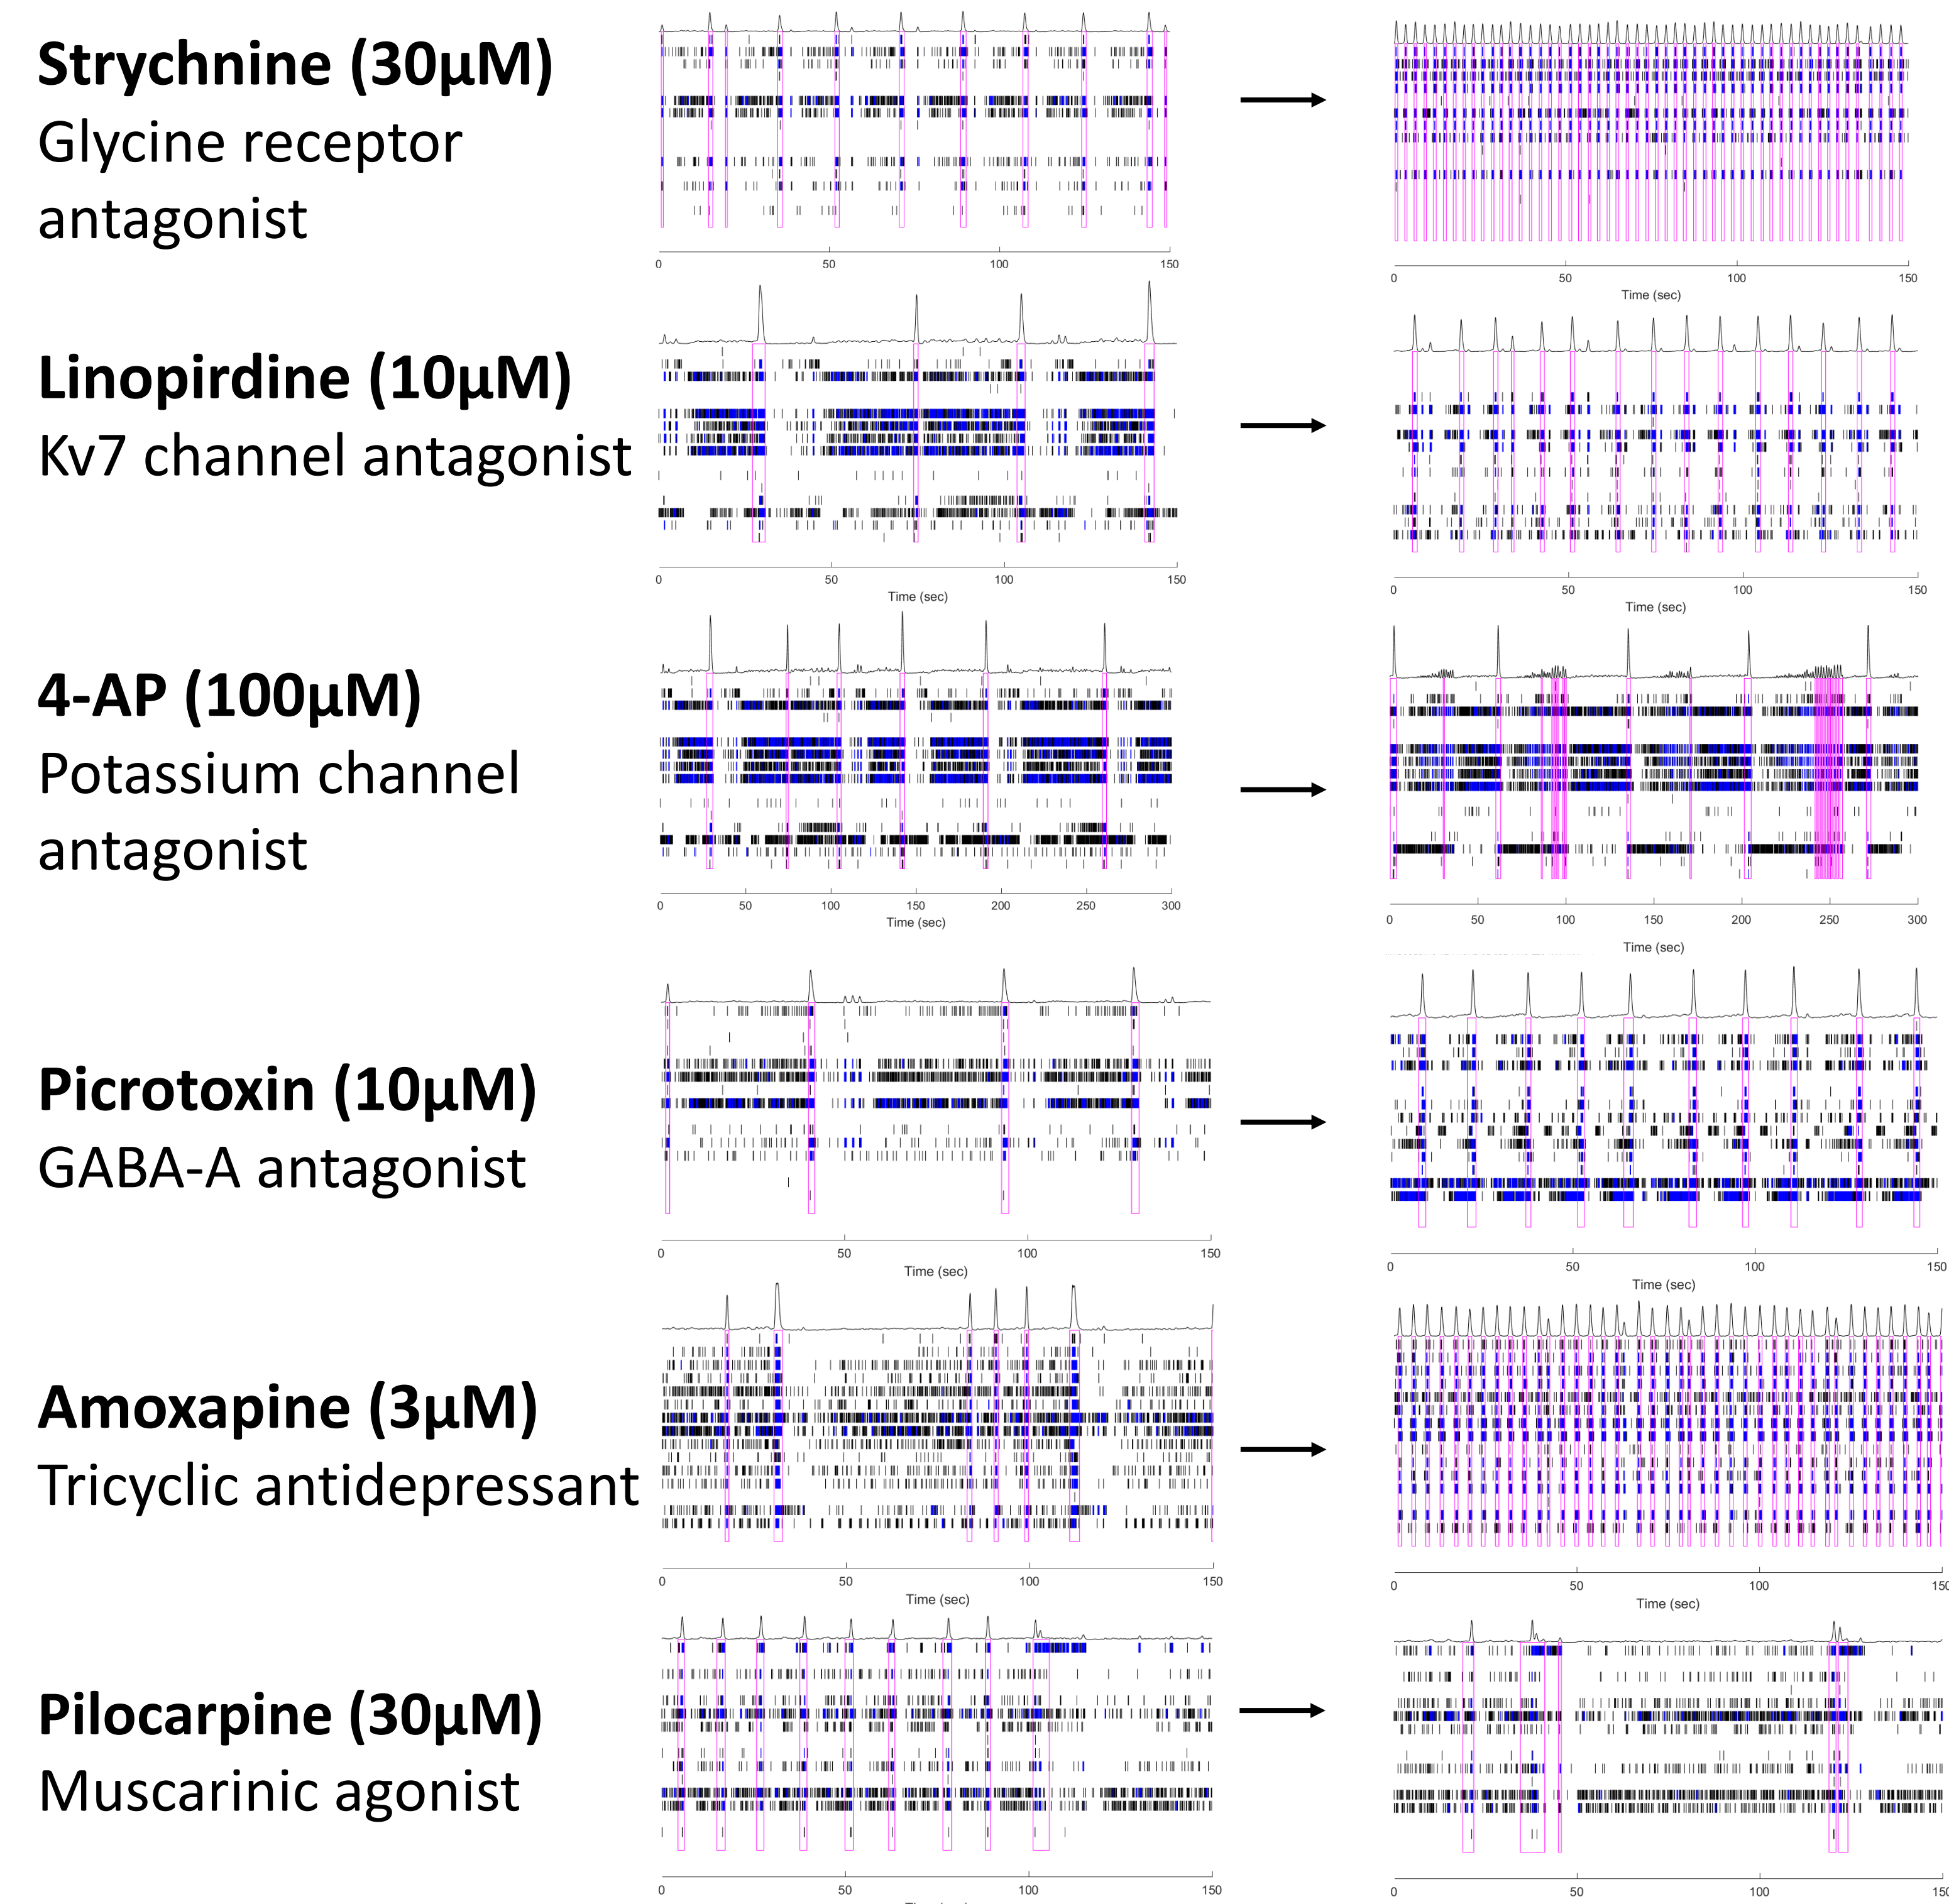 Strychnine (30µM)
Glycine receptor
antagonist
0 50 100 150
0 50 100 150
Time (sec)
Linopirdine (10µM)
Kv7 channel antagonist
0 50 100 150
Time (sec)
0 50 100 150
Time (sec)
4-AP (100µM)
Potassium channel
antagonist
0 50 100 150 200 250 300
Time (sec)
0 50 100 150 200 250 300
Time (sec)
Picrotoxin (10µM)
GABA-A antagonist
0 50 100 150
Time (sec)
0 50 100 150
Time (sec)
Amoxapine (3µM)
Tricyclic antidepressant
0 50 100 150
Time (sec)
0 50 100 15
Time (sec)
Pilocarpine (30µM)
Muscarinic agonist
0 50 100 150
0 50 100 15